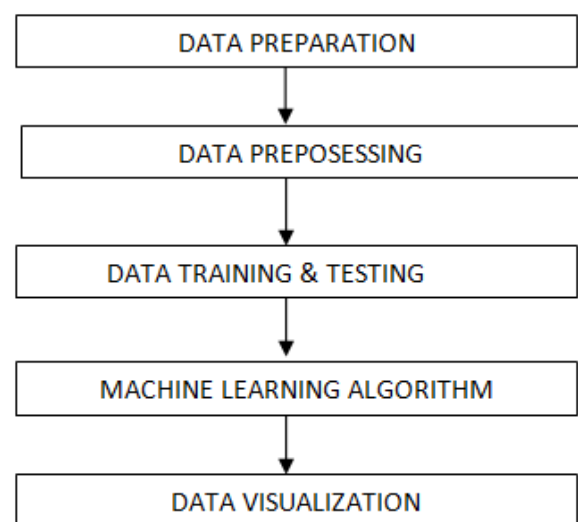 DATA PREPARATION
DATA PREPOSESSING
DATA TRAINING & TESTING
MACHINE LEARNING ALGORITHM
DATA VISUALIZATION